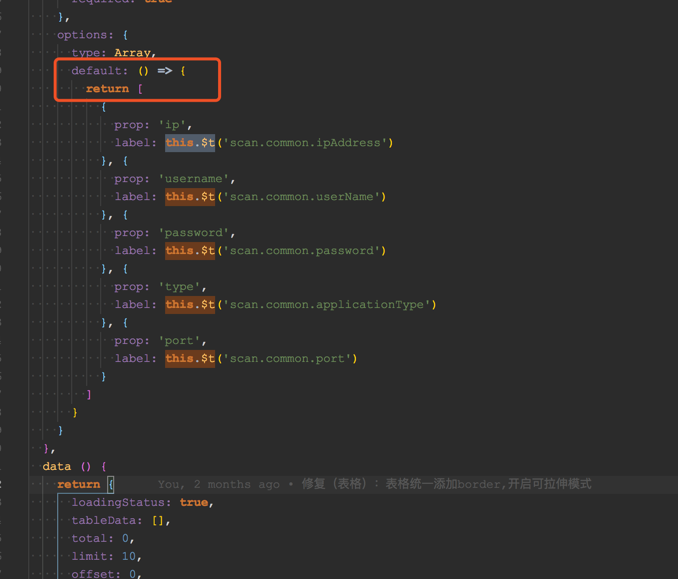 required: true
},
options: {
type: Array,
default: () => {
return [
{
prop: 'ip',
label: this.$t('scan.common.ipAddress')
}, {
prop: 'username',
label: this.$t('scan.common.userName')
}, {
prop: 'password',
label: this.$t('scan.common.password')
}, {
prop: 'type',
label: this.$t('scan.common.applicationType')
}, {
prop: 'port',
label: this.$t('scan.common.port')
}
]
}
}
},
data () {
return { You, 2 months ago • 修复（表格）：表格统一添加border,开启可拉伸模式
loadingStatus: true,
tableData: [],
total: 0,
limit: 10,
offset: 0,